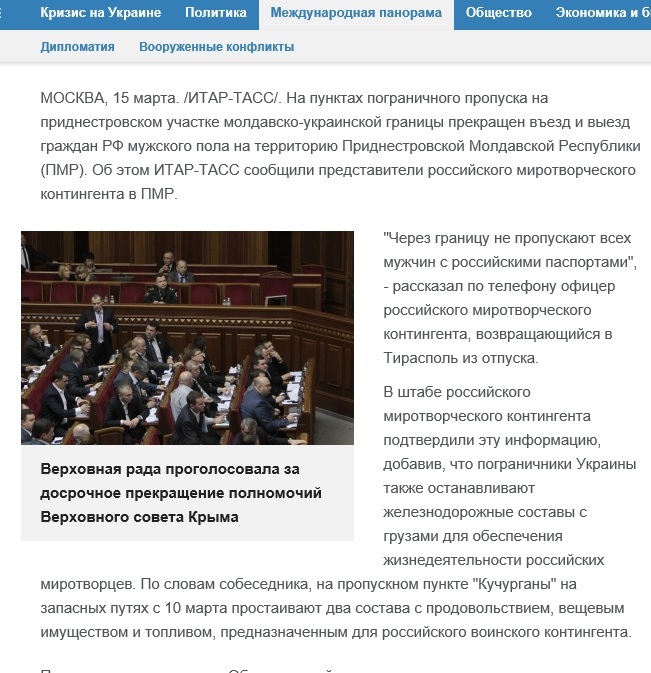 Кризис на Украине Политика Международная панорама Общество Экономика и б
Дипломатия Вооруженные конфликты
МОСКВА, 15 марта. /ИТАР-ТАСС/. На пунктах пограничного пропуска на
приднестровском участке молдавско-украинской границы прекращен въезд и выезд
граждан РФ мужского пола на территорию Приднестровской Молдавской Республики
(ПМР). Об этом ИТАР-ТАСС сообщили представители российского миротворческого
контингента в ПМР.
"Через границу не пропускают всех
мужчин с российскими паспортами",
- рассказал по телефону офицер
российского миротворческого
контингента, возвращающийся в
Тирасполь из отпуска.
В штабе российского
миротворческого контингента
подтвердили эту информацию,
добавив, что пограничники Украины
также останавливают
железнодорожные составы с
грузами для обеспечения
жизнедеятельности российских
миротворцев. По словам собеседника, на пропускном пункте "Кучурганы" на
запасных путях с 10 марта простаивают два состава с продовольствием, вещевым
имуществом и топливом, предназначенным для российского воинского контингента.
Верховная рада проголосовала за
досрочное прекращение полномочий
Верховного совета Крыма